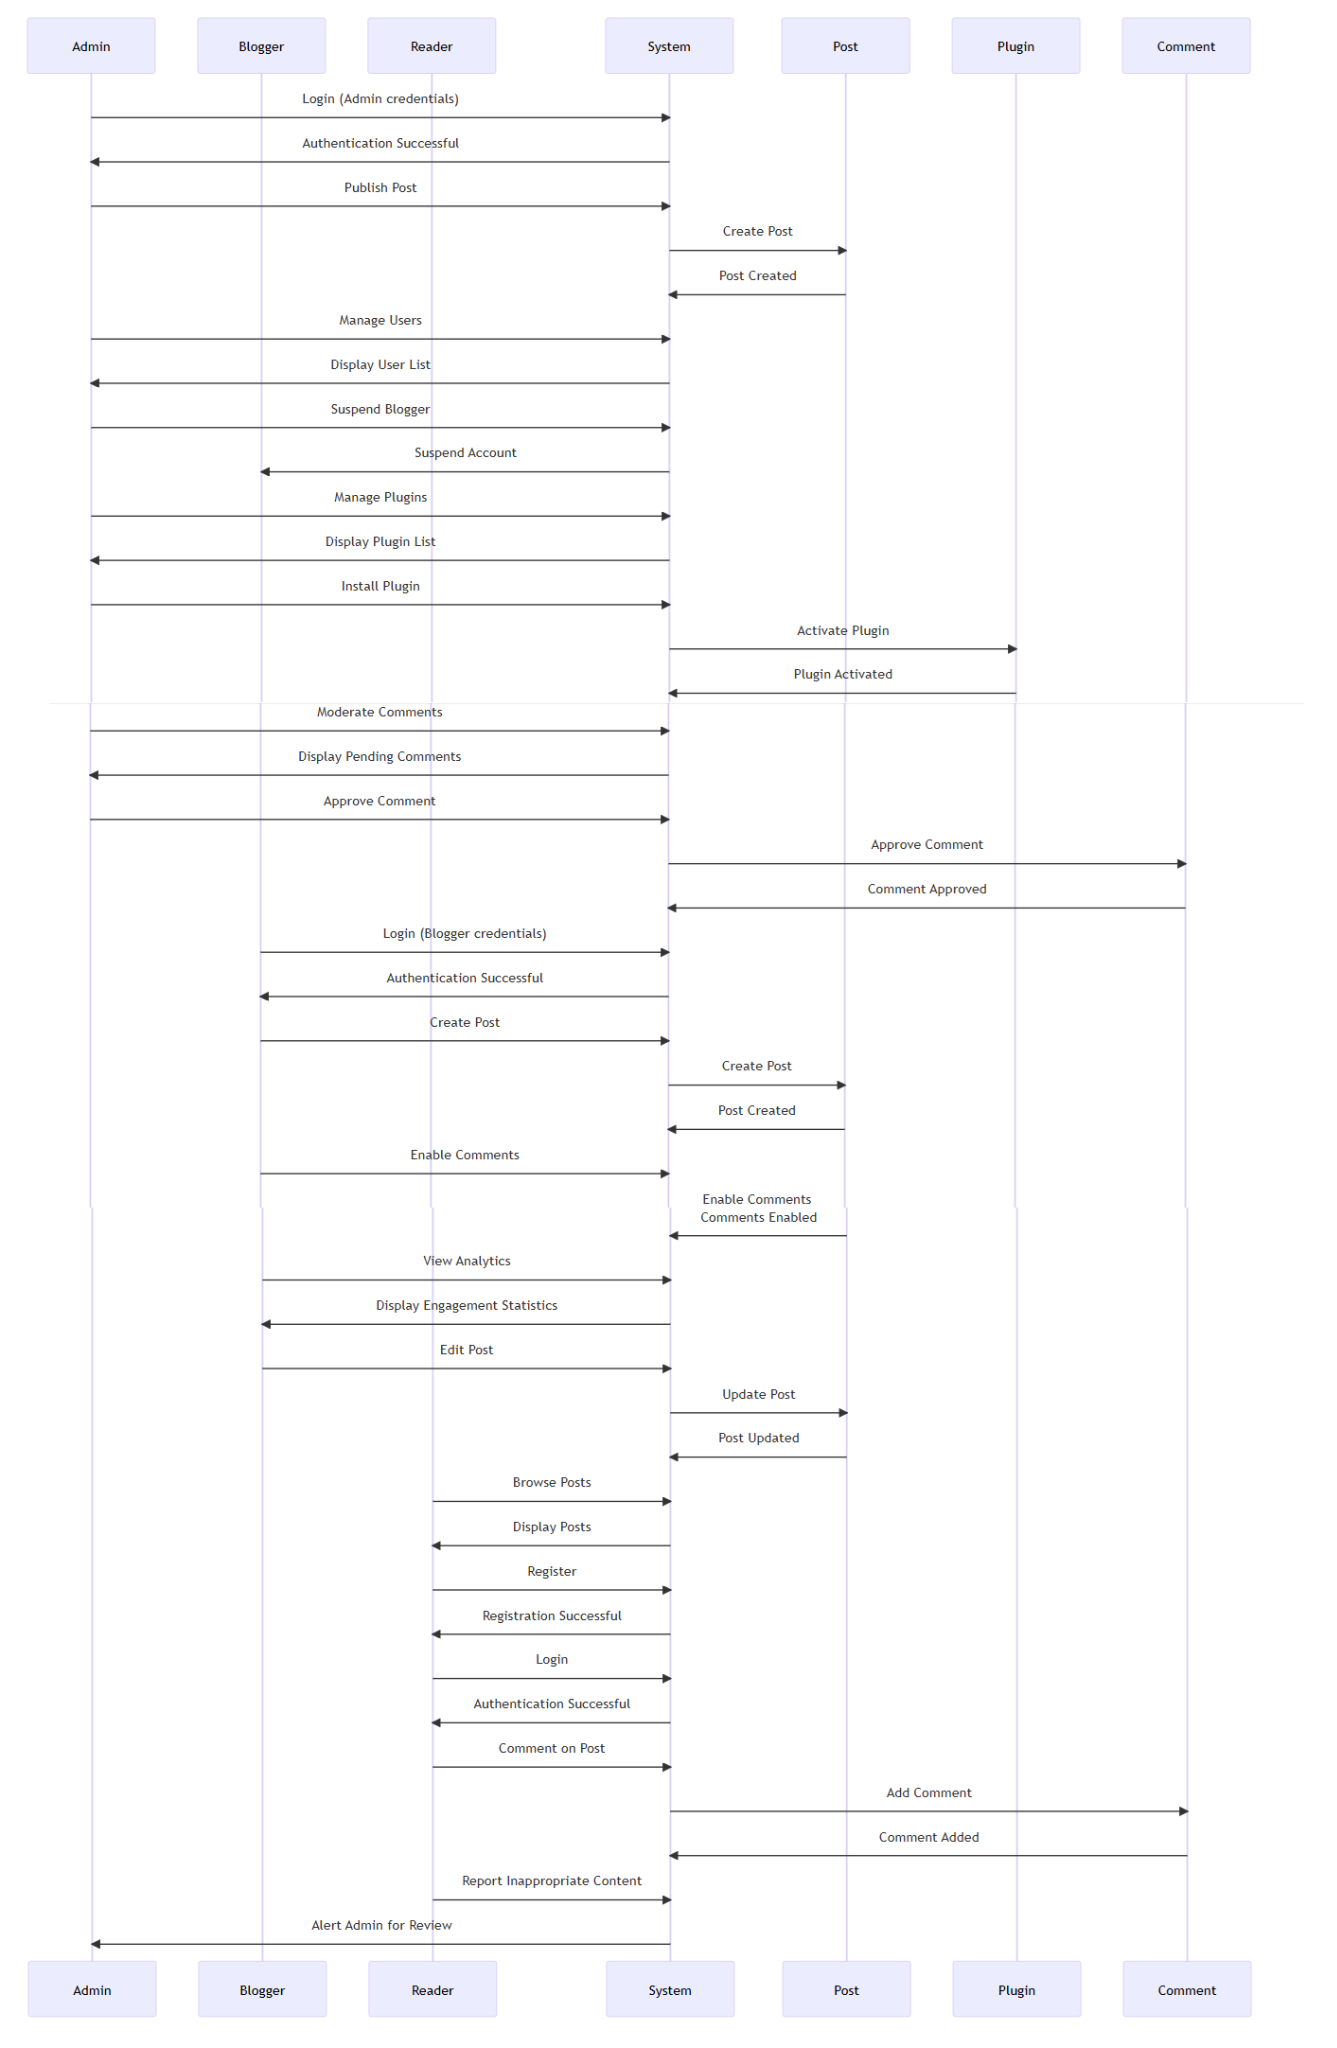 Admin
Blogger
Reader
System
Post
Plugin
Comment
Login (Admin credentials)
Authentication Successful
Publish Post
Create Post
Post Created
Manage Users
Display User List
Suspend Blogger
Suspend Account
Manage Plugins
Display Plugin List
Install Plugin
Activate Plugin
Plugin Activated
Moderate Comments
Display Pending Comments
Approve Comment
Approve Comment
Comment Approved
Login (Blogger credentials)
Authentication Successful
Create Post
Create Post
Post Created
Enable Comments
Enable Comments
Comments Enabled
View Analytics
Display Engagement Statistics
Edit Post
Update Post
Post Updated
Browse Posts
Display Posts
Register
Registration Successful
Login
Authentication Successful
Comment on Post
Add Comment
Comment Added
Report Inappropriate Content
Alert Admin for Review
Admin
Blogger
Reader
System
Post
Plugin
Comment